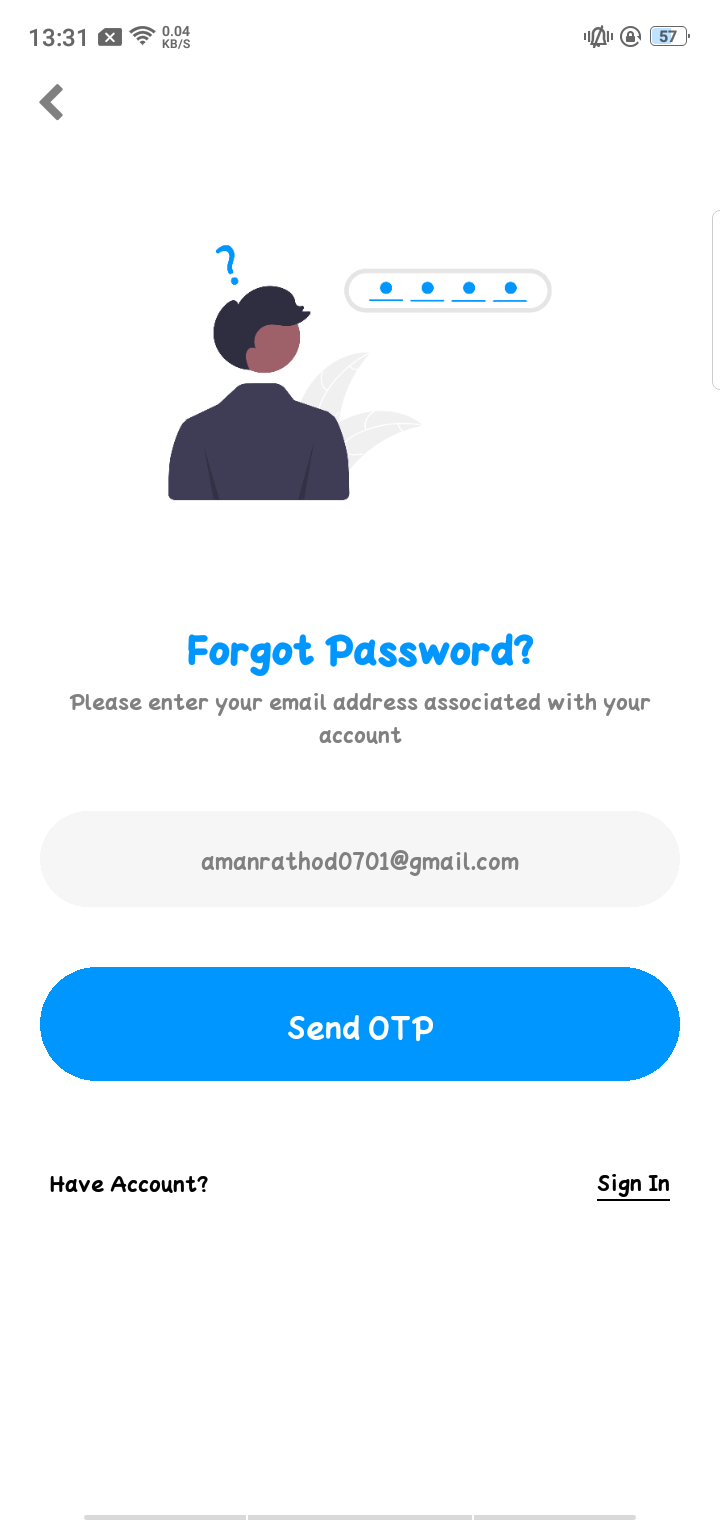 13:31 0.04 KB/S 57
?
Forgot Password?
Please enter your email address associated with your
account
amanrathod0701@gmail.com
Send OTP
Have Account? Sign In